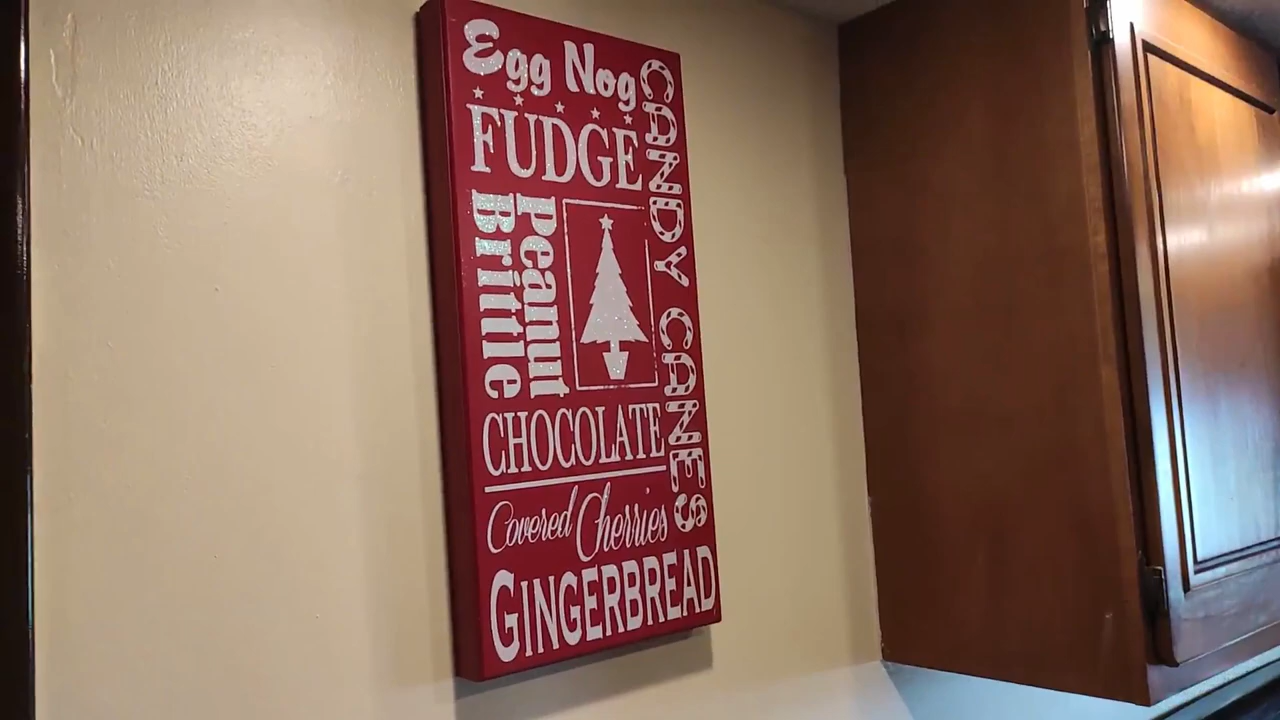 Egg Nog
FUDGE
CANDY CANES
Peanut
Brittle
CHOCOLATE
Covered Cherries
GINGERBREAD